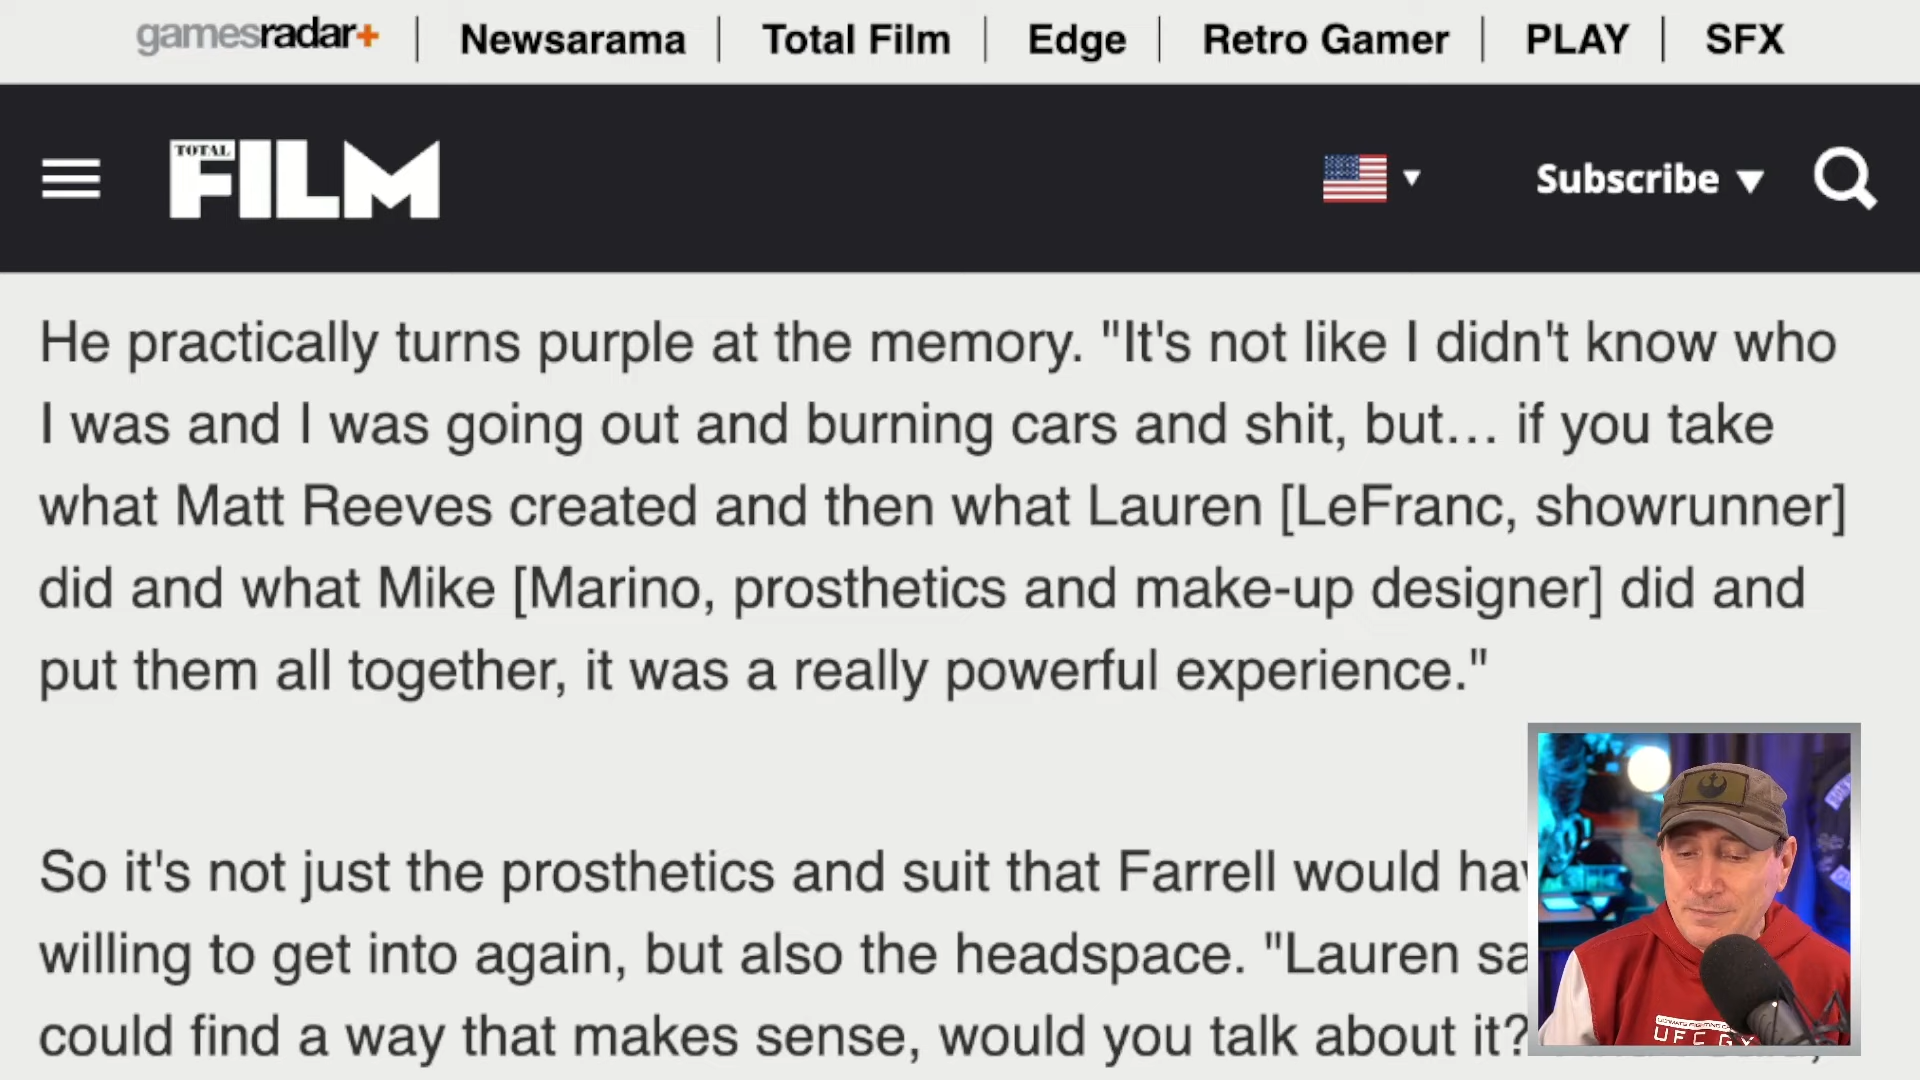 gamesradar+ | Newsarama | Total Film | Edge | Retro Gamer | PLAY | SFX
TOTAL FILM Subscribe
He practically turns purple at the memory. "It's not like I didn't know who
I was and I was going out and burning cars and shit, but… if you take
what Matt Reeves created and then what Lauren [LeFranc, showrunner]
did and what Mike [Marino, prosthetics and make-up designer] did and
put them all together, it was a really powerful experience."
So it's not just the prosthetics and suit that Farrell would
willing to get into again, but also the headspace. "Lauren
could find a way that makes sense, would you talk about it?